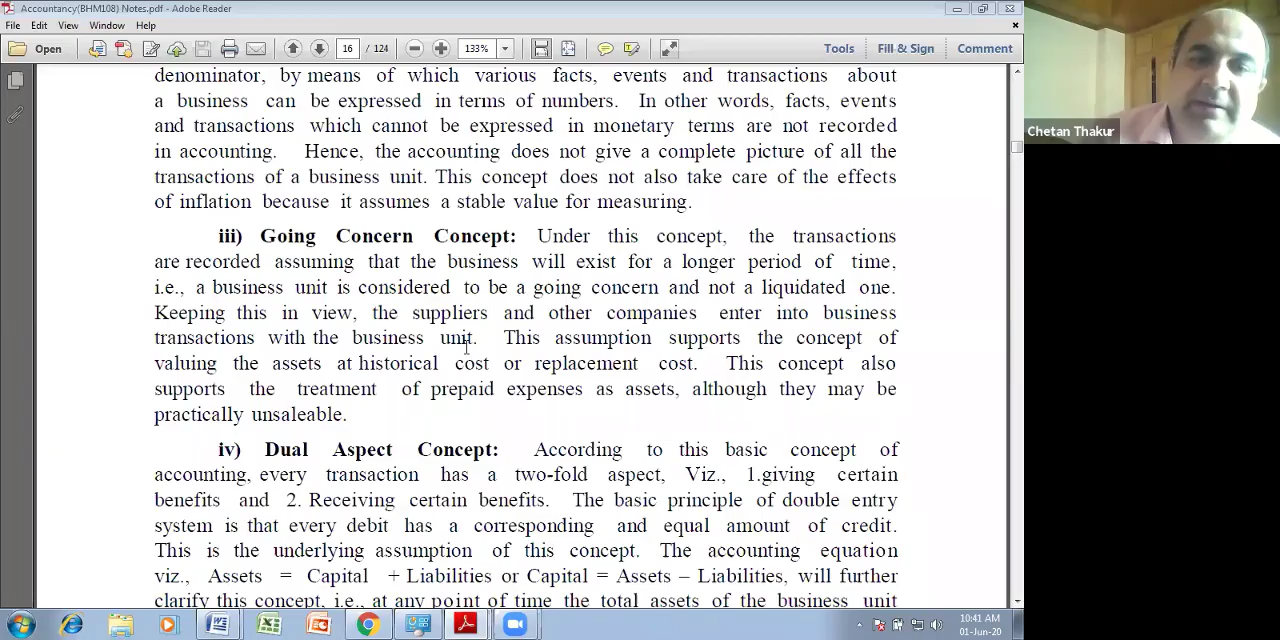 Accountancy(BHM108) Notes.pdf - Adobe Reader
File Edit View Window Help
Open 16 / 124 133% Tools Fill & Sign Comment
denominator, by means of which various facts, events and transactions about
a business can be expressed in terms of numbers. In other words, facts, events
and transactions which cannot be expressed in monetary terms are not recorded
in accounting. Hence, the accounting does not give a complete picture of all the
transactions of a business unit. This concept does not also take care of the effects
of inflation because it assumes a stable value for measuring.
iii) Going Concern Concept: Under this concept, the transactions
are recorded assuming that the business will exist for a longer period of time,
i.e., a business unit is considered to be a going concern and not a liquidated one.
Keeping this in view, the suppliers and other companies enter into business
transactions with the business unit. This assumption supports the concept of
valuing the assets at historical cost or replacement cost. This concept also
supports the treatment of prepaid expenses as assets, although they may be
practically unsaleable.
iv) Dual Aspect Concept: According to this basic concept of
accounting, every transaction has a two-fold aspect, Viz., 1.giving certain
benefits and 2. Receiving certain benefits. The basic principle of double entry
system is that every debit has a corresponding and equal amount of credit.
This is the underlying assumption of this concept. The accounting equation
viz., Assets = Capital + Liabilities or Capital = Assets – Liabilities, will further
clarify this concept, i.e., at any point of time the total assets of the business unit
Chetan Thakur
10:41 AM
01-Jun-20